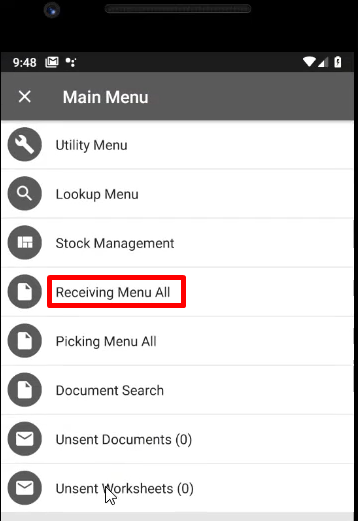 9:48
Main Menu
Utility Menu
Lookup Menu
Stock Management
Receiving Menu All
Picking Menu All
Document Search
Unsent Documents (0)
Unsent Worksheets (0)